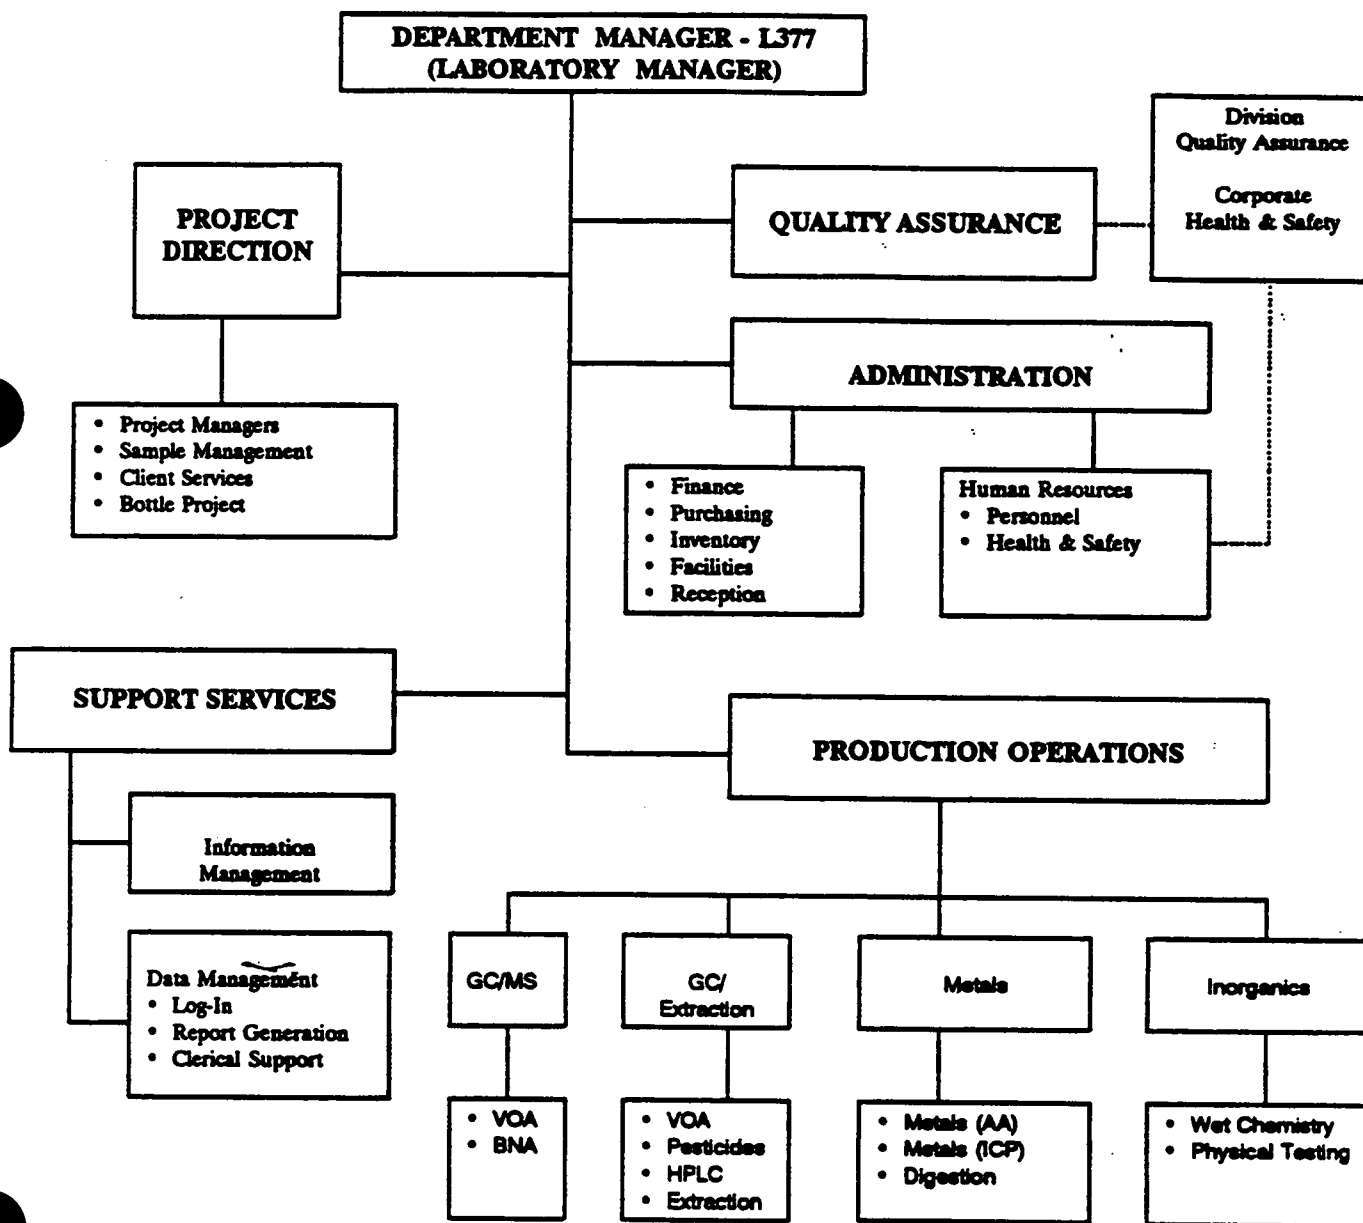 DEPARTMENT MANAGER - L377
(LABORATORY MANAGER)
Division
Quality Assurance
Corporate
Health & Safety
PROJECT
DIRECTION
QUALITY ASSURANCE
ADMINISTRATION
• Project Managers
• Sample Management
• Client Services
• Bottle Project
• Finance
• Purchasing
• Inventory
• Facilities
• Reception
Human Resources
• Personnel
• Health & Safety
SUPPORT SERVICES
PRODUCTION OPERATIONS
Information
Management
Data Management
• Log-In
• Report Generation
• Clerical Support
GC/MS
GC/
Extraction
Metals
Inorganics
• VOA
• BNA
• VOA
• Pesticides
• HPLC
• Extraction
• Metals (AA)
• Metals (ICP)
• Digestion
• Wet Chemistry
• Physical Testing